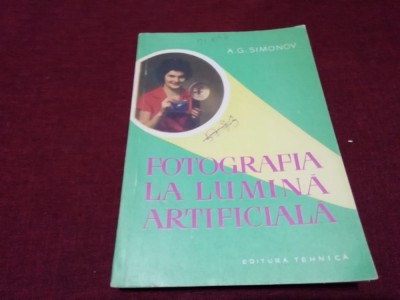 A. G. SIMONOV
FOTOGRAFIA
LA LUMINĂ
ARTIFICIALĂ
EDITURA TEHNICĂ